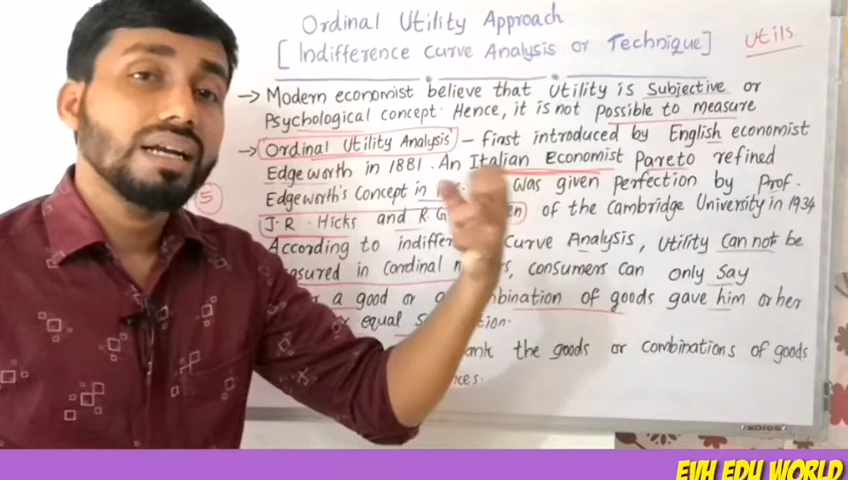 Ordinal Utility Approach
[Indifference curve Analysis or Technique]
Utils
→ Modern economist believe that Utility is Subjective or
Psychological concept. Hence, it is not possible to measure
→ Ordinal Utility Analysis - first introduced by English economist
Edgeworth in 1881. An Italian Economist Pareto refined
Edgeworth's Concept in was given perfection by Prof.
5
J.R. Hicks and R. of the Cambridge University in 1934
According to Curve Analysis, Utility Can not be
in Cardinal consumers can only Say
a good or of goods gave him or her
or equal
the goods or combinations of goods
kores
EVH EDU WORLD